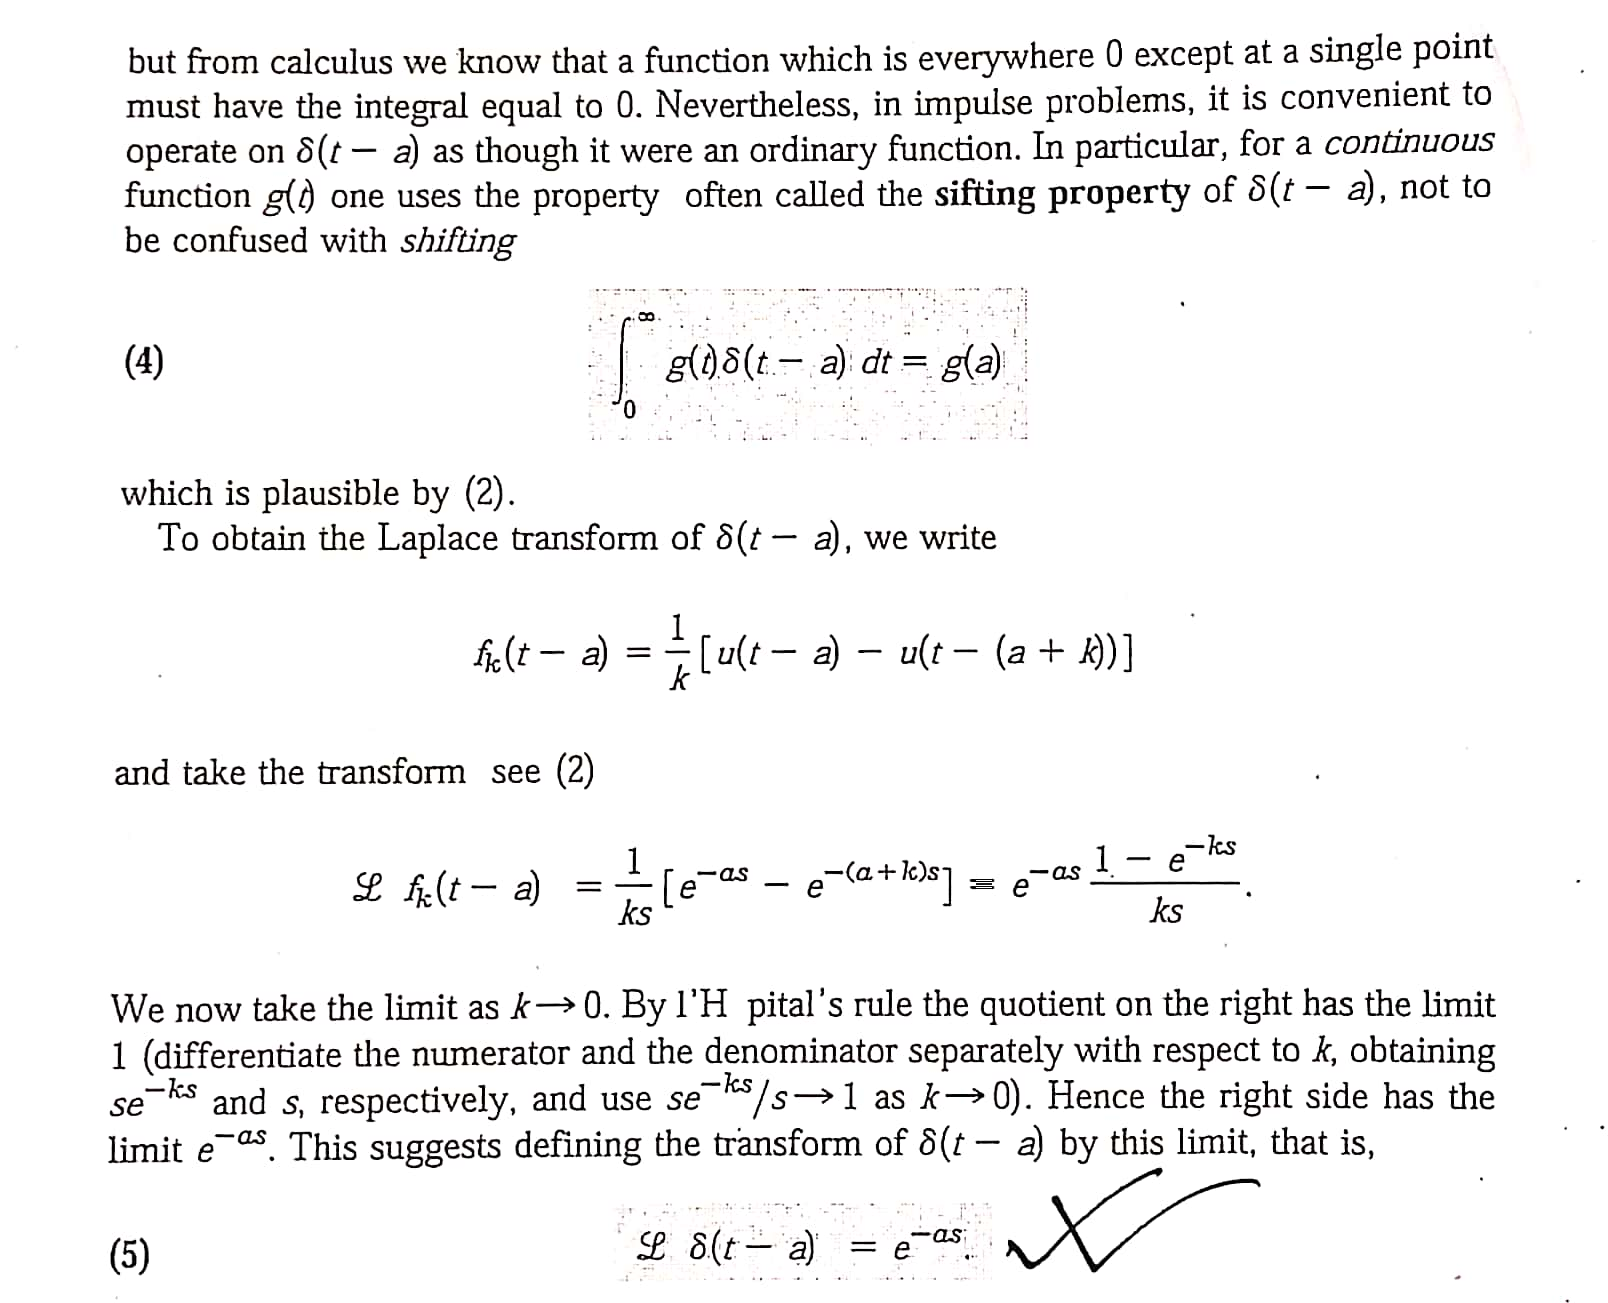 but from calculus we know that a function which is everywhere 0 except at a single point
must have the integral equal to 0. Nevertheless, in impulse problems, it is convenient to
operate on δ(t − a) as though it were an ordinary function. In particular, for a continuous
function g(t) one uses the property often called the sifting property of δ(t − a), not to
be confused with shifting
(4) ∫₀^∞ g(t)δ(t − a) dt = g(a)
which is plausible by (2).
To obtain the Laplace transform of δ(t − a), we write
fₖ(t − a) = 1/k [u(t − a) − u(t − (a + k))]
and take the transform see (2)
ℒ fₖ(t − a) = 1/ks [e^−as − e^−(a+k)s] = e^−as 1 − e^−ks / ks .
We now take the limit as k→0. By l'H pital's rule the quotient on the right has the limit
1 (differentiate the numerator and the denominator separately with respect to k, obtaining
se^−ks and s, respectively, and use se^−ks/s→1 as k→0). Hence the right side has the
limit e^−as. This suggests defining the transform of δ(t − a) by this limit, that is,
(5) ℒ δ(t − a) = e^−as.